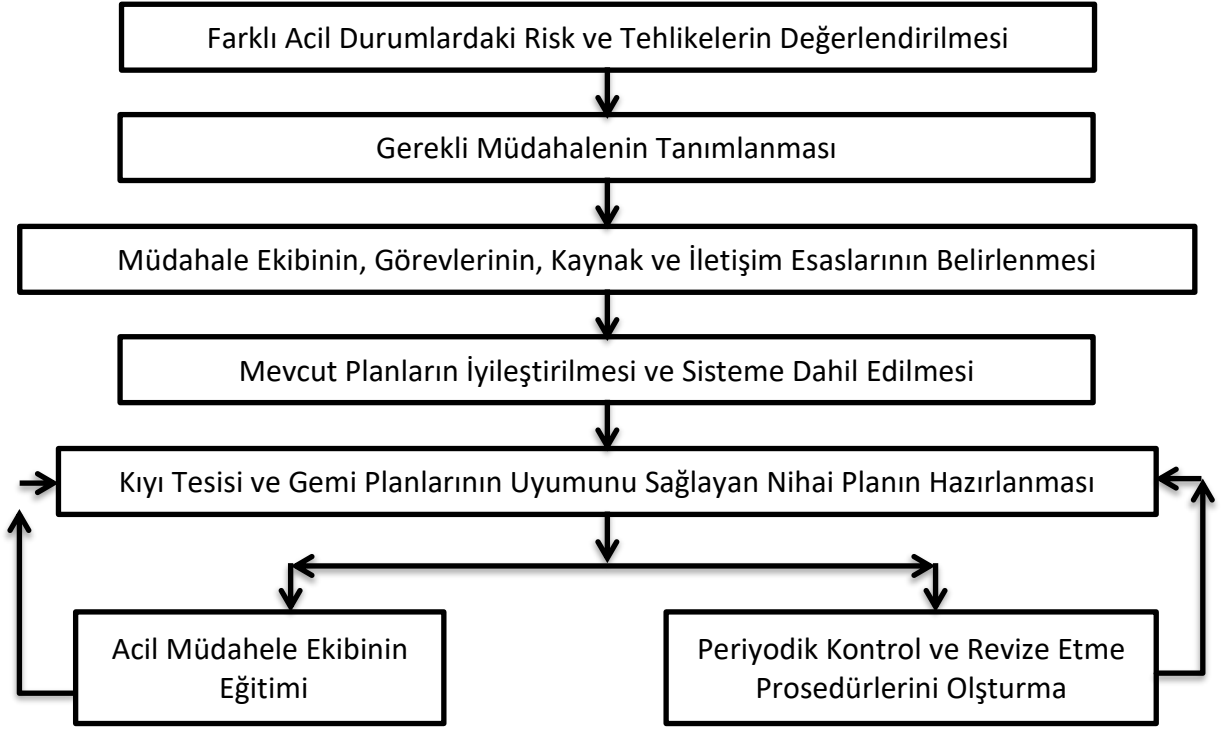 Farklı Acil Durumlardaki Risk ve Tehlikelerin Değerlendirilmesi
Gerekli Müdahalenin Tanımlanması
Müdahale Ekibinin, Görevlerinin, Kaynak ve İletişim Esaslarının Belirlenmesi
Mevcut Planların İyileştirilmesi ve Sisteme Dahil Edilmesi
Kıyı Tesisi ve Gemi Planlarının Uyumunu Sağlayan Nihai Planın Hazırlanması
Acil Müdahele Ekibinin
Eğitimi
Periyodik Kontrol ve Revize Etme
Prosedürlerini Olşturma